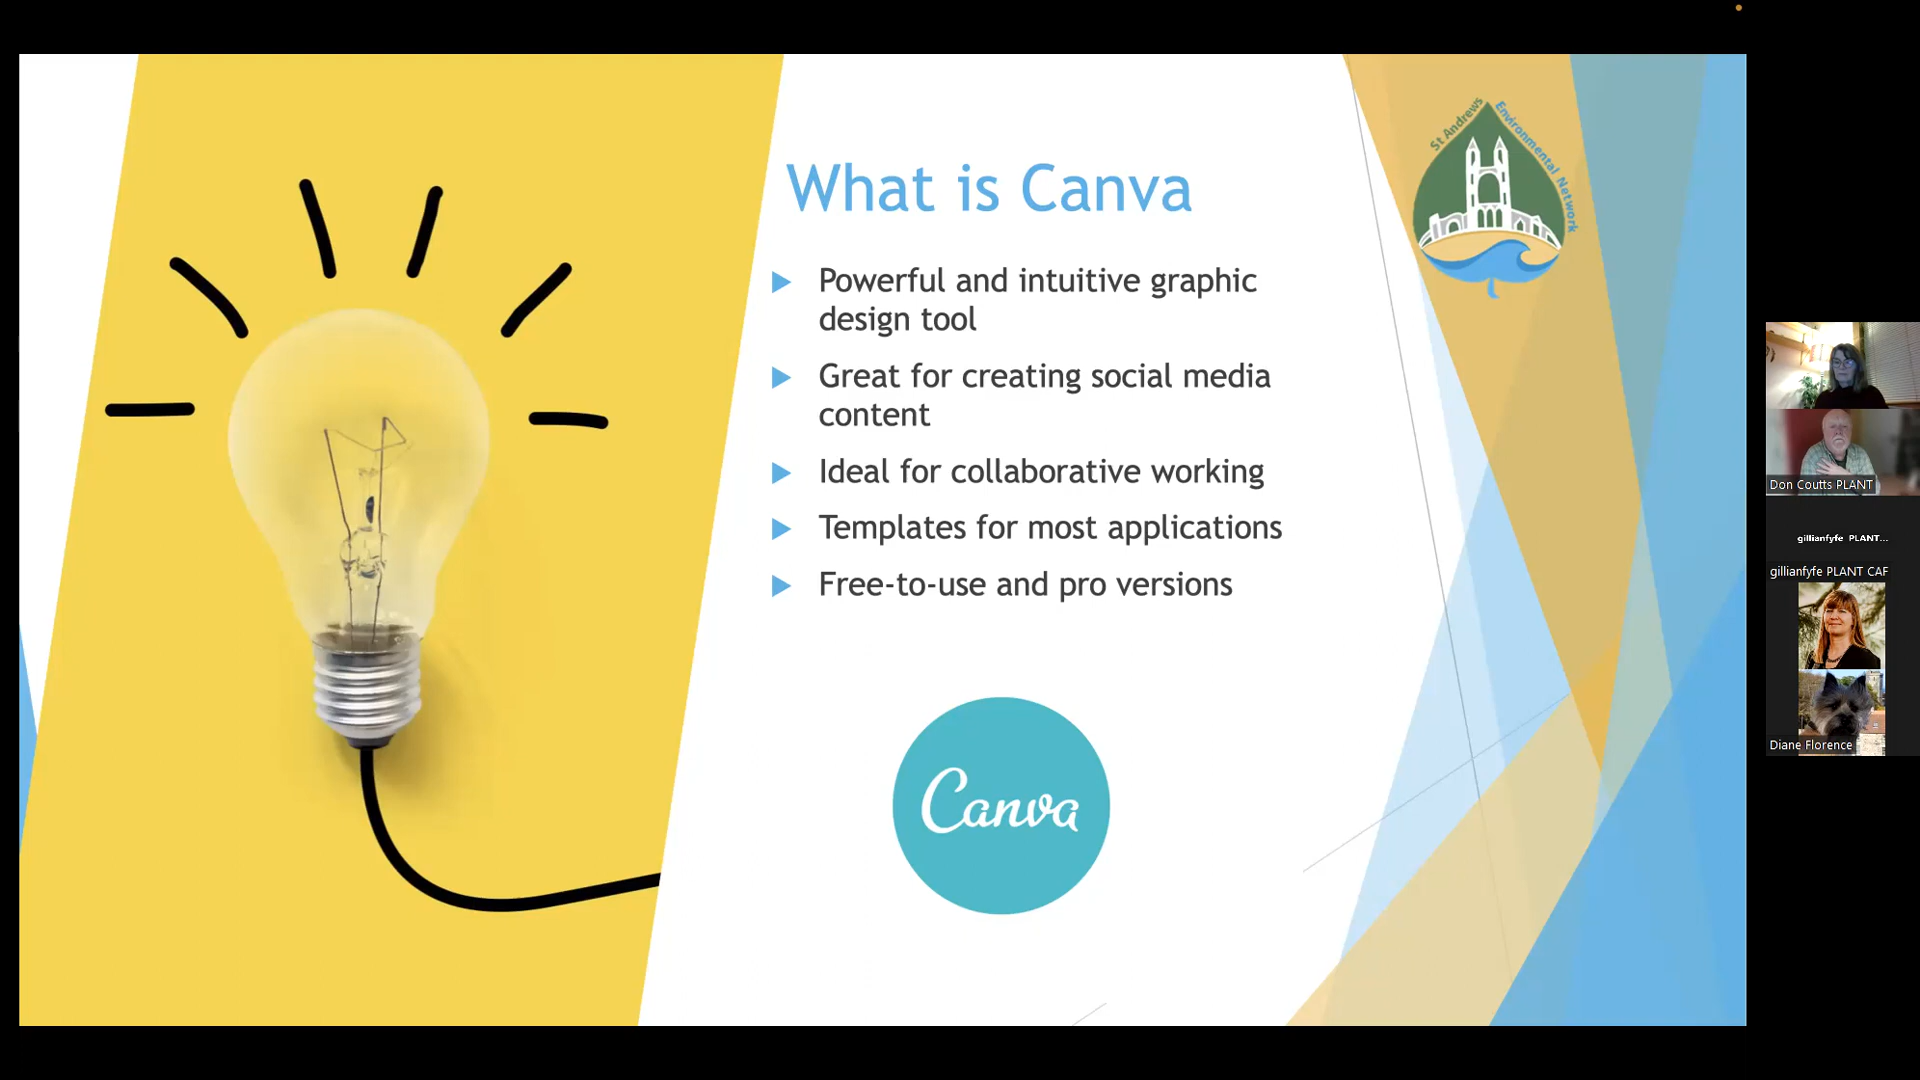 What is Canva
Powerful and intuitive graphic
design tool
Great for creating social media
content
Ideal for collaborative working
Templates for most applications
Free-to-use and pro versions
Canva
St Andrews
Environmental Network
Don Coutts PLANT
gillianfyfe PLANT...
gillianfyfe PLANT CAF
Diane Florence